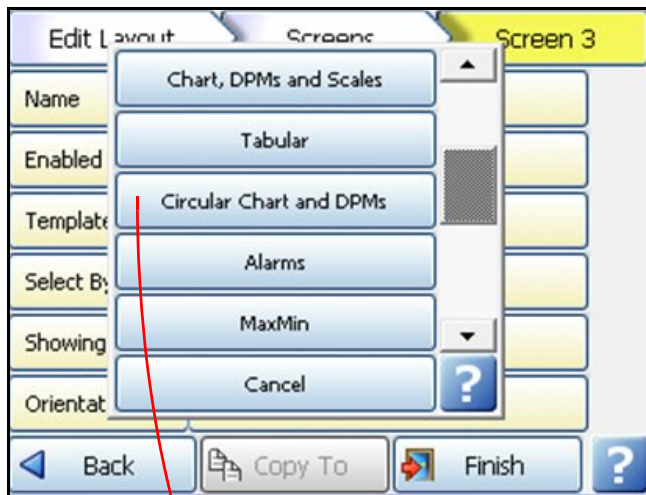 Edit Layout Screens Screen 3
Chart, DPMs and Scales
Name
Tabular
Enabled
Circular Chart and DPMs
Template
Alarms
Select By
MaxMin
Showing
Cancel ?
Orientat
Back Copy To Finish ?